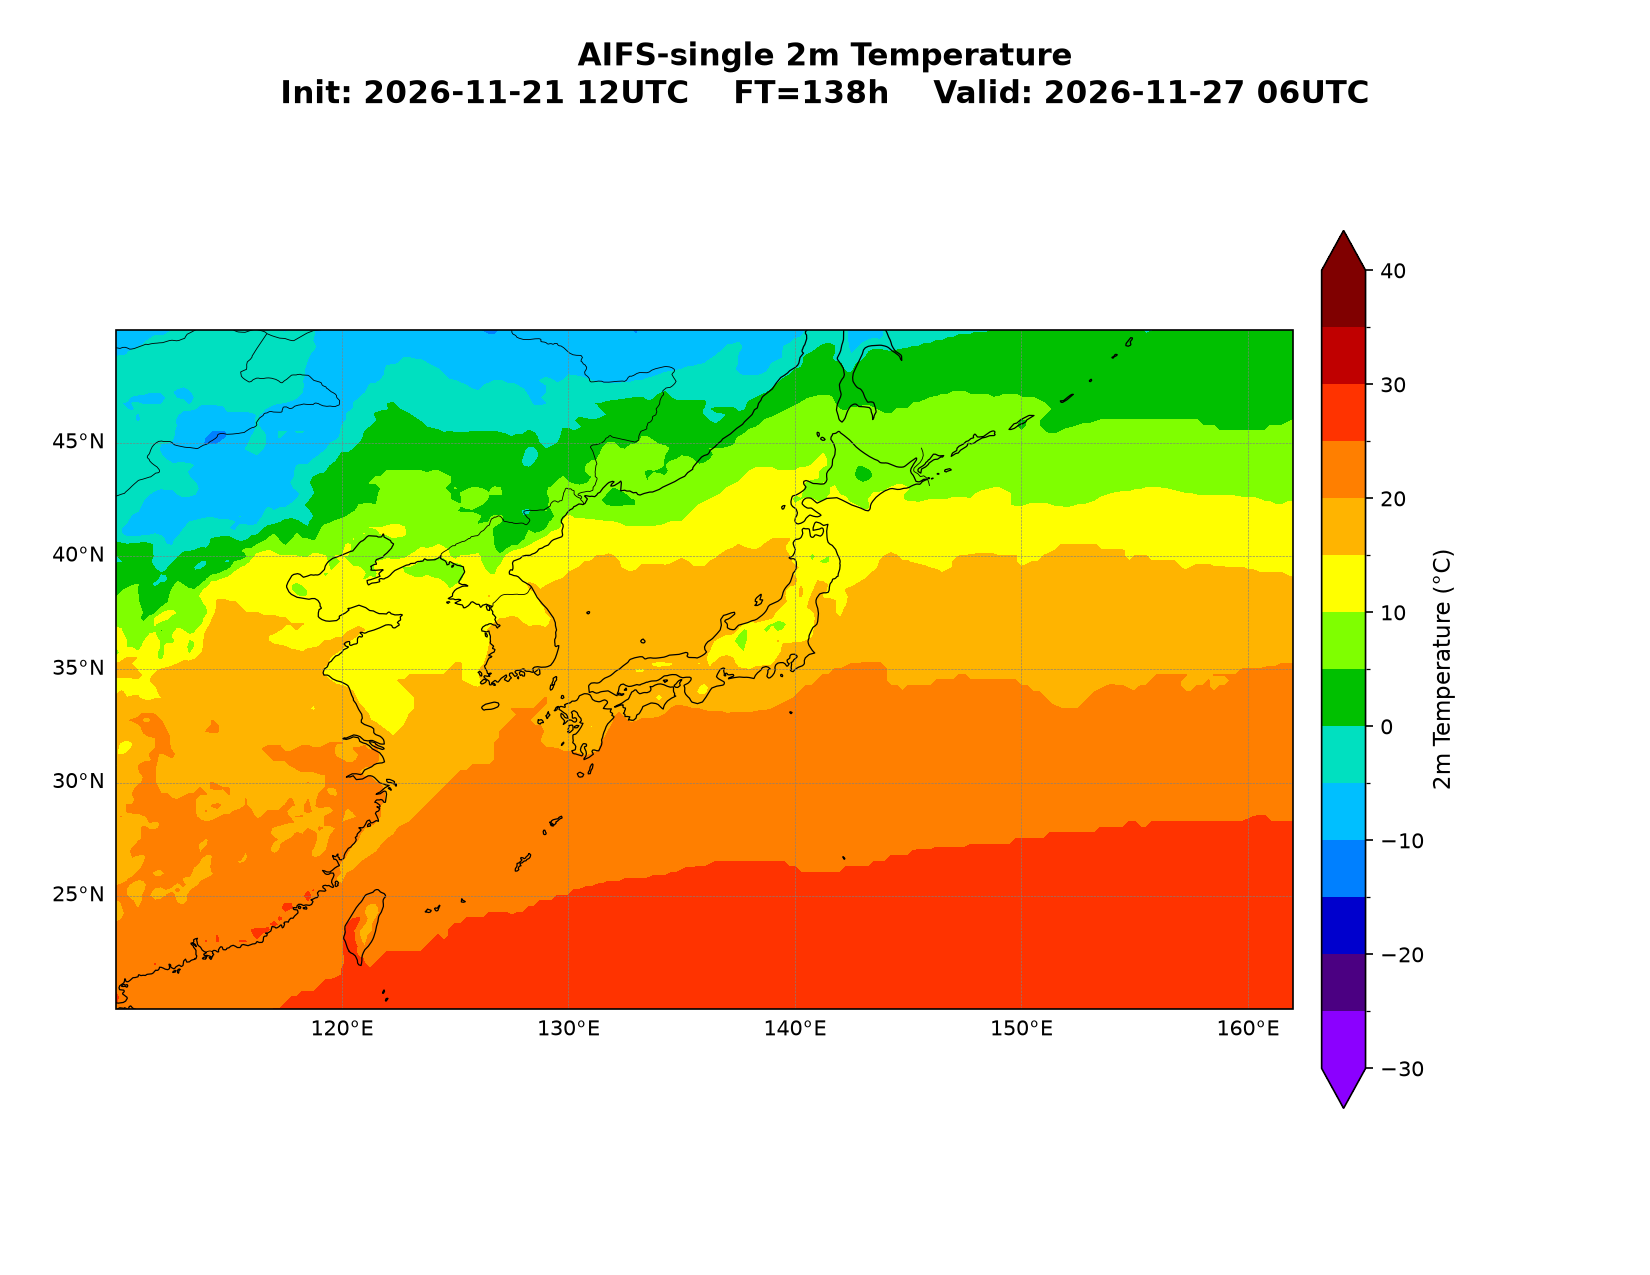 AIFS-single 2m Temperature
Init: 2026-11-21 12UTC    FT=138h    Valid: 2026-11-27 06UTC
45°N
40°N
35°N
30°N
25°N
120°E
130°E
140°E
150°E
160°E
40
30
20
10
0
−10
−20
−30
2m Temperature (°C)